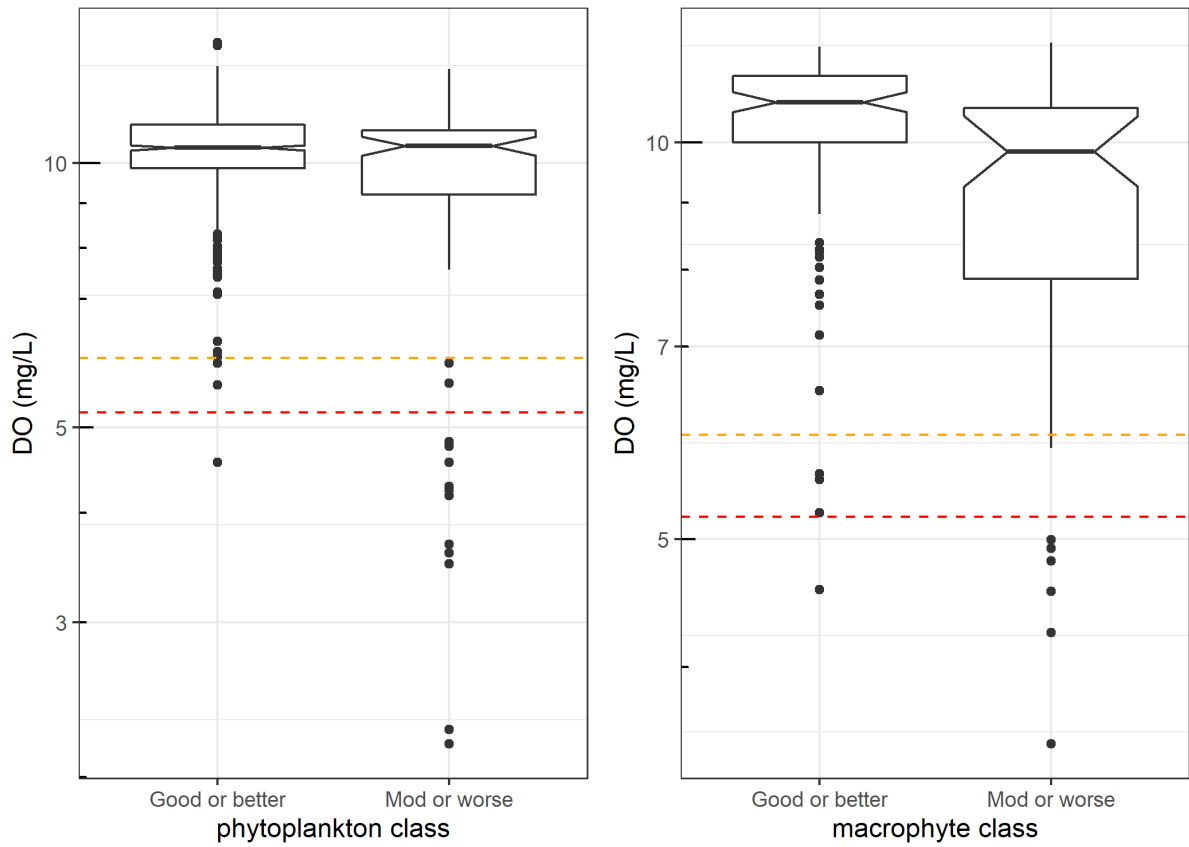 DO (mg/L)
10
5
3
Good or better
Mod or worse
phytoplankton class
DO (mg/L)
10
7
5
Good or better
Mod or worse
macrophyte class